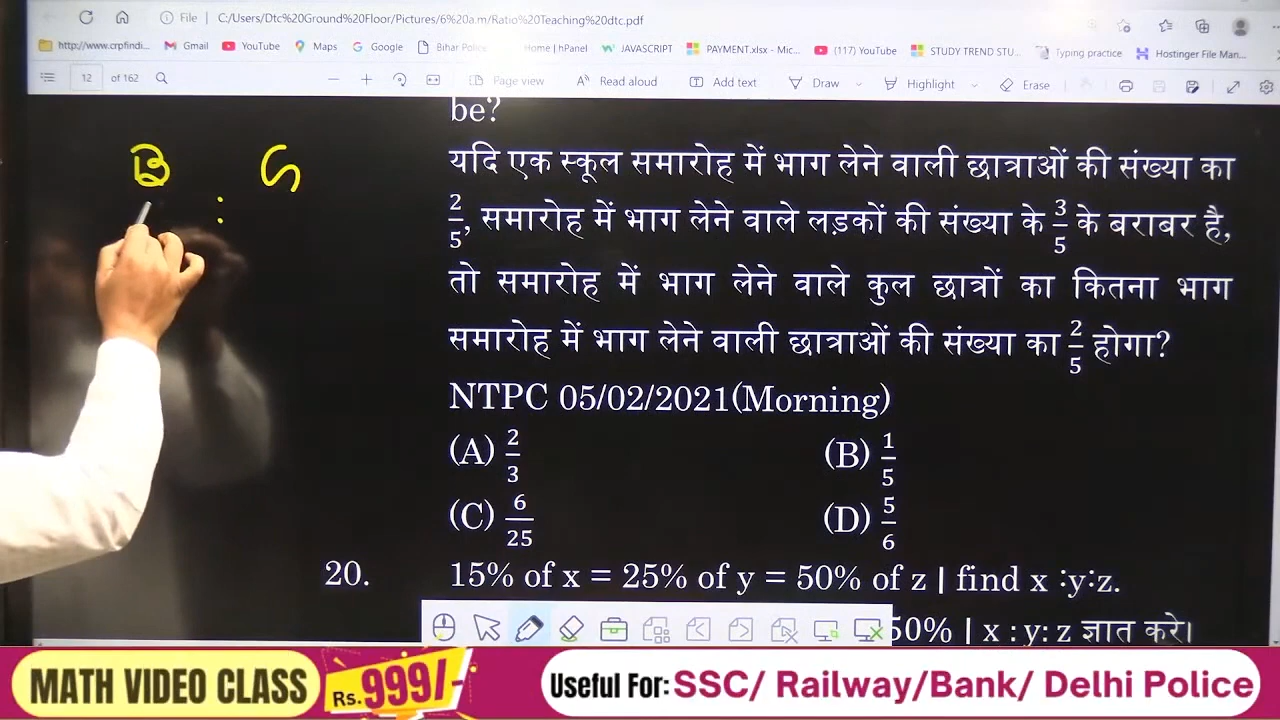 File | C:/Users/Dtc%20Ground%20Floor/Pictures/6%20a.m/Ratio%20Teaching%20dtc.pdf
http://www.crpfindi... Gmail YouTube Maps Google Bihar Police Home | hPanel JAVASCRIPT PAYMENT.xlsx - Mic... (117) YouTube STUDY TREND STU... Typing practice Hostinger File Man...
12 of 162 Page view Read aloud Add text Draw Highlight Erase
be?
B : G
यदि एक स्कूल समारोह में भाग लेने वाली छात्राओं की संख्या का
2/5, समारोह में भाग लेने वाले लड़कों की संख्या के 3/5 के बराबर है,
तो समारोह में भाग लेने वाले कुल छात्रों का कितना भाग
समारोह में भाग लेने वाली छात्राओं की संख्या का 2/5 होगा?
NTPC 05/02/2021(Morning)
(A) 2/3 (B) 1/5
(C) 6/25 (D) 5/6
20. 15% of x = 25% of y = 50% of z | find x :y:z.
50% | x : y: z ज्ञात करे।
MATH VIDEO CLASS Rs.999/- Useful For: SSC/ Railway/Bank/ Delhi Police